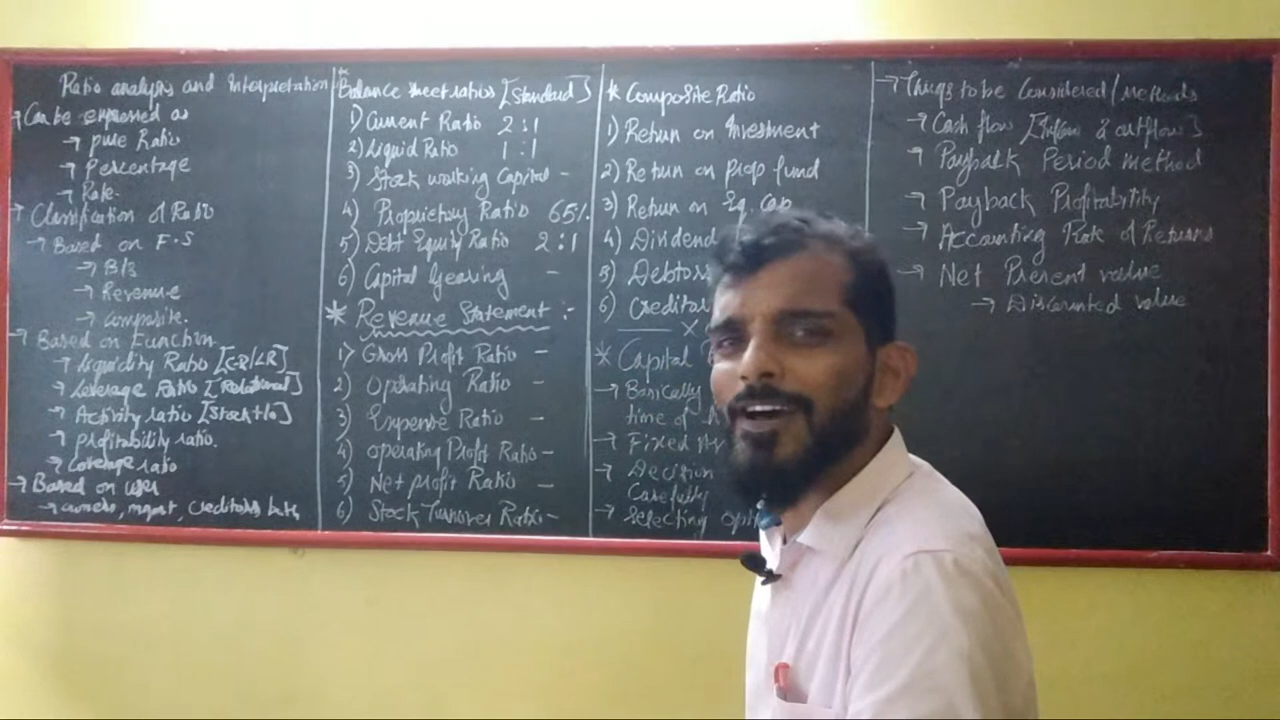 Ratio analysis and Interpretation
→ Can be expressed as
→ pure Ratio
→ Percentage
→ Rate
→ Classification of Ratio
→ Based on F.S
→ B/s
→ Revenue
→ Composite.
→ Based on Function
→ Liquidity Ratio [C.R/LR]
→ Leverage Ratio
→ Activity ratio [Stock t/o]
→ profitability ratio.
→ Coverage ratio
→ Based on user
→ owners, mgmt, Creditors
* Balance sheet ratios [Standard]
1) Current Ratio 2:1
2) Liquid Ratio 1:1
3) Stock working Capital -
4) Proprietary Ratio 65%
5) Debt Equity Ratio 2:1
6) Capital Gearing -
* Revenue Statement :-
1) Gross Profit Ratio -
2) Operating Ratio -
3) Expense Ratio -
4) Operating Profit Ratio -
5) Net profit Ratio -
6) Stock Turnover Ratio -
* Composite Ratio
1) Return on Investment
2) Return on prop fund
3) Return on Eq. Cap
4) Dividend
5) Debtors
6) Creditors
* Capital
→ Basically
time of
→ Fixed
→ Decision
Carefully
→ Selecting
→ Things to be Considered/methods
→ Cash flow [Inflow & outflow]
→ Payback Period method
→ Payback Profitability
→ Accounting Rate of Returns
→ Net Present value
→ Discounted value